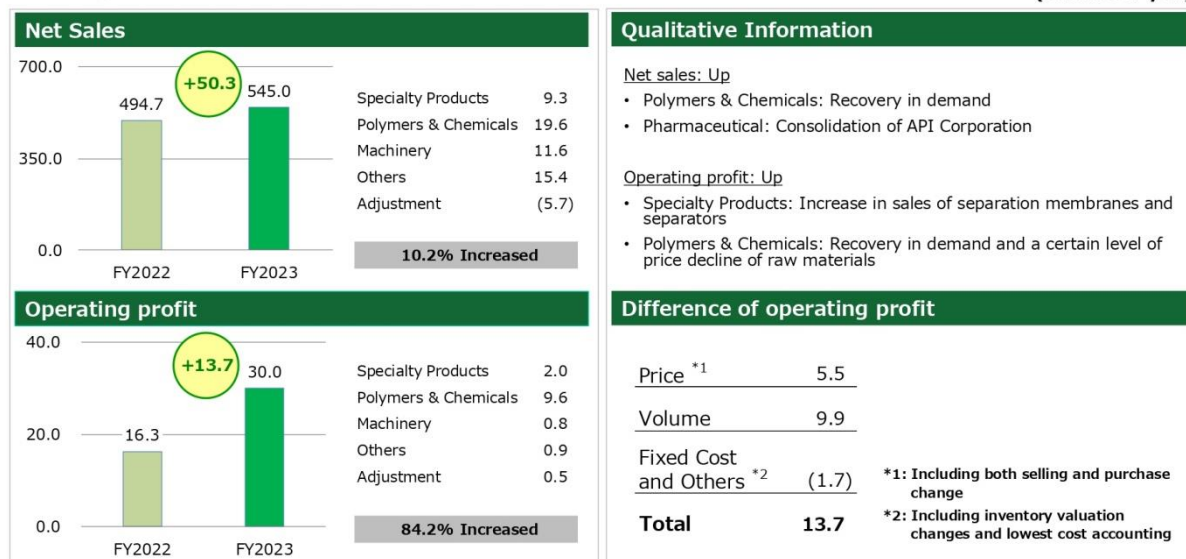 Net Sales
700.0
350.0
0.0
+50.3
494.7
545.0
FY2022
FY2023
Specialty Products 9.3
Polymers & Chemicals 19.6
Machinery 11.6
Others 15.4
Adjustment (5.7)
10.2% Increased
Qualitative Information
Net sales: Up
• Polymers & Chemicals: Recovery in demand
• Pharmaceutical: Consolidation of API Corporation
Operating profit: Up
• Specialty Products: Increase in sales of separation membranes and
separators
• Polymers & Chemicals: Recovery in demand and a certain level of
price decline of raw materials
Operating profit
40.0
20.0
0.0
+13.7
16.3
30.0
FY2022
FY2023
Specialty Products 2.0
Polymers & Chemicals 9.6
Machinery 0.8
Others 0.9
Adjustment 0.5
84.2% Increased
Difference of operating profit
Price *1 5.5
Volume 9.9
Fixed Cost
and Others *2 (1.7)
Total 13.7
*1: Including both selling and purchase
change
*2: Including inventory valuation
changes and lowest cost accounting